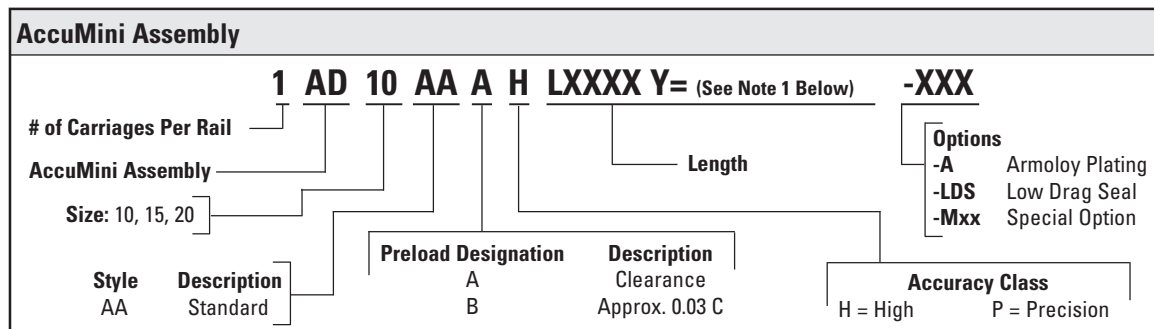 AccuMini Assembly
1 AD 10 AA A H LXXXX Y= (See Note 1 Below) -XXX
# of Carriages Per Rail
Options
AccuMini Assembly
Length
-A Armoloy Plating
Size: 10, 15, 20
-LDS Low Drag Seal
-Mxx Special Option
Preload Designation Description
Style Description
A Clearance
Accuracy Class
AA Standard
B Approx. 0.03 C
H = High P = Precision